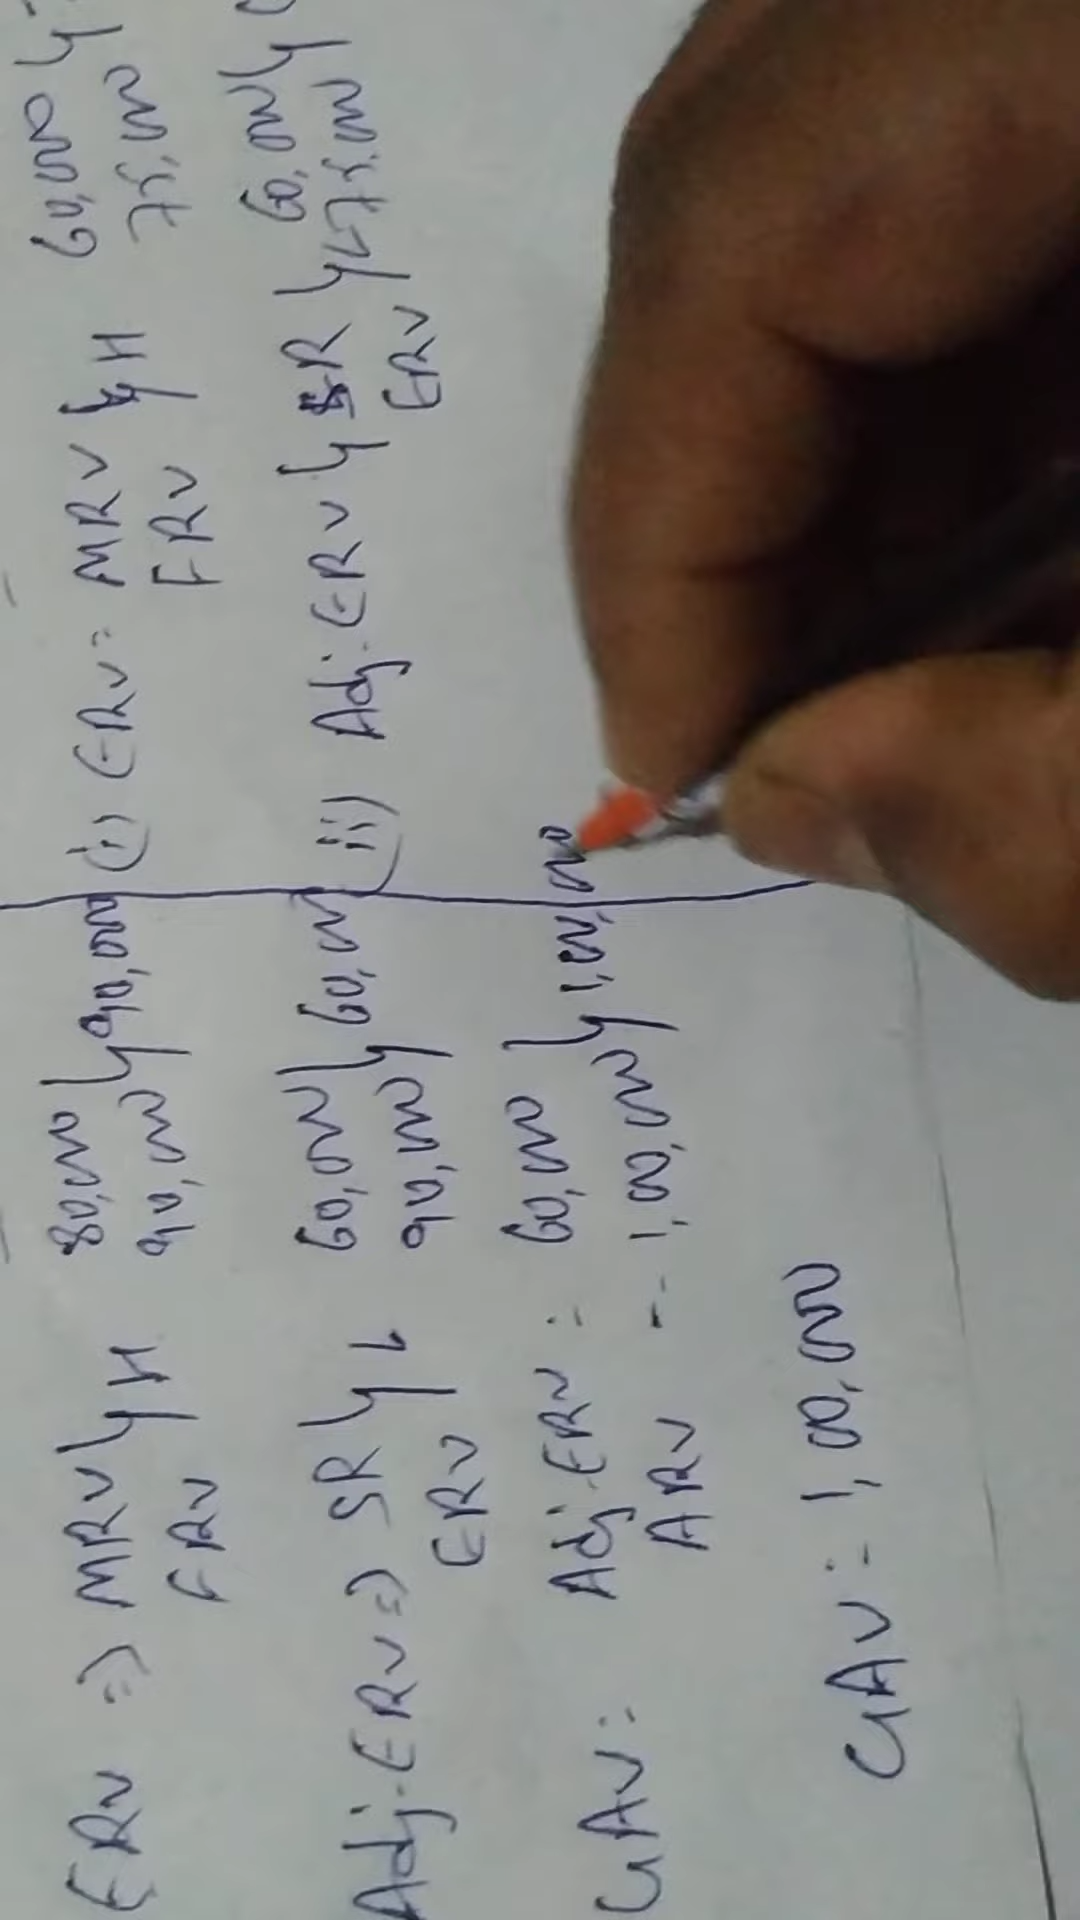 ERV => MRV } H 80,000 } 90,000
FRV 90,000
Adj. ERV => SR } L 60,000 } 60,000
ERV 90,000
GAV = Adj. ERV = 60,000 } 1,00,000
ARV - 1,00,000
GAV = 1,00,000
(i) ERV = MRV } H 60,000 }
FRV 75,000
(ii) Adj. ERV } SR } L 60,000 }
ERV 75,000